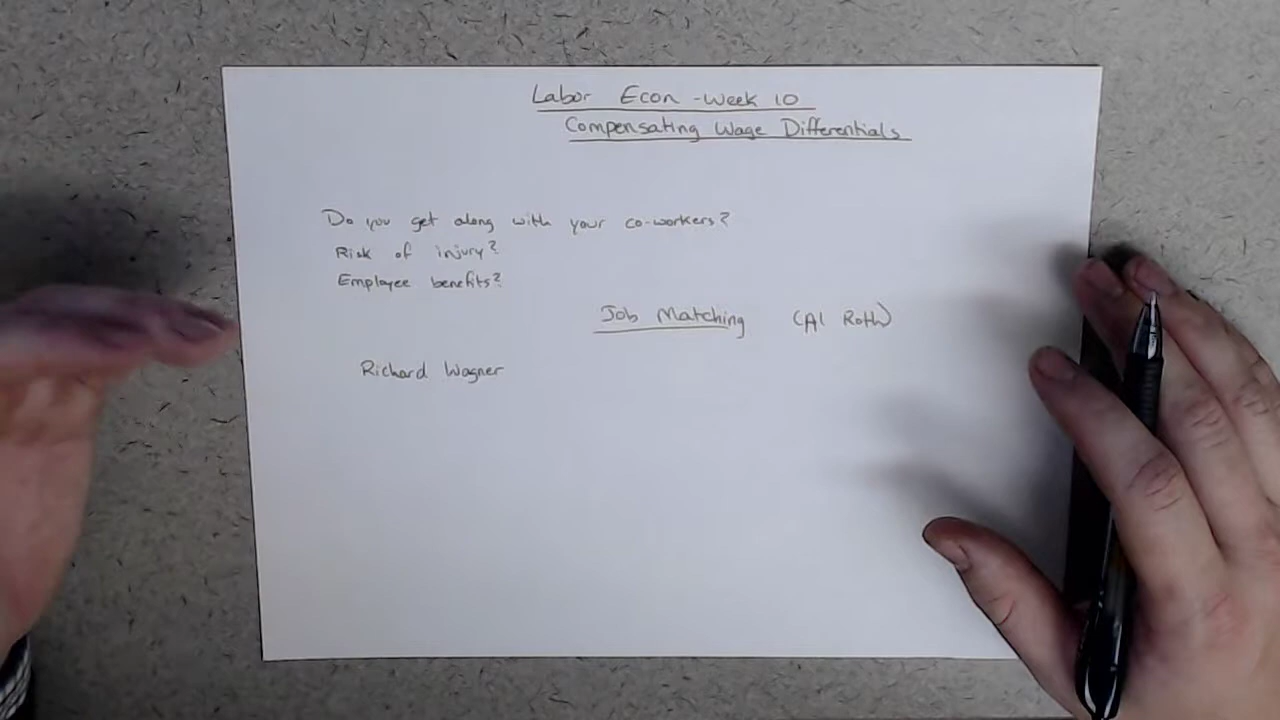 Labor Econ - Week 10
Compensating Wage Differentials
Do you get along with your co-workers?
Risk of injury?
Employee benefits?
Job Matching (Al Roth)
Richard Wagner